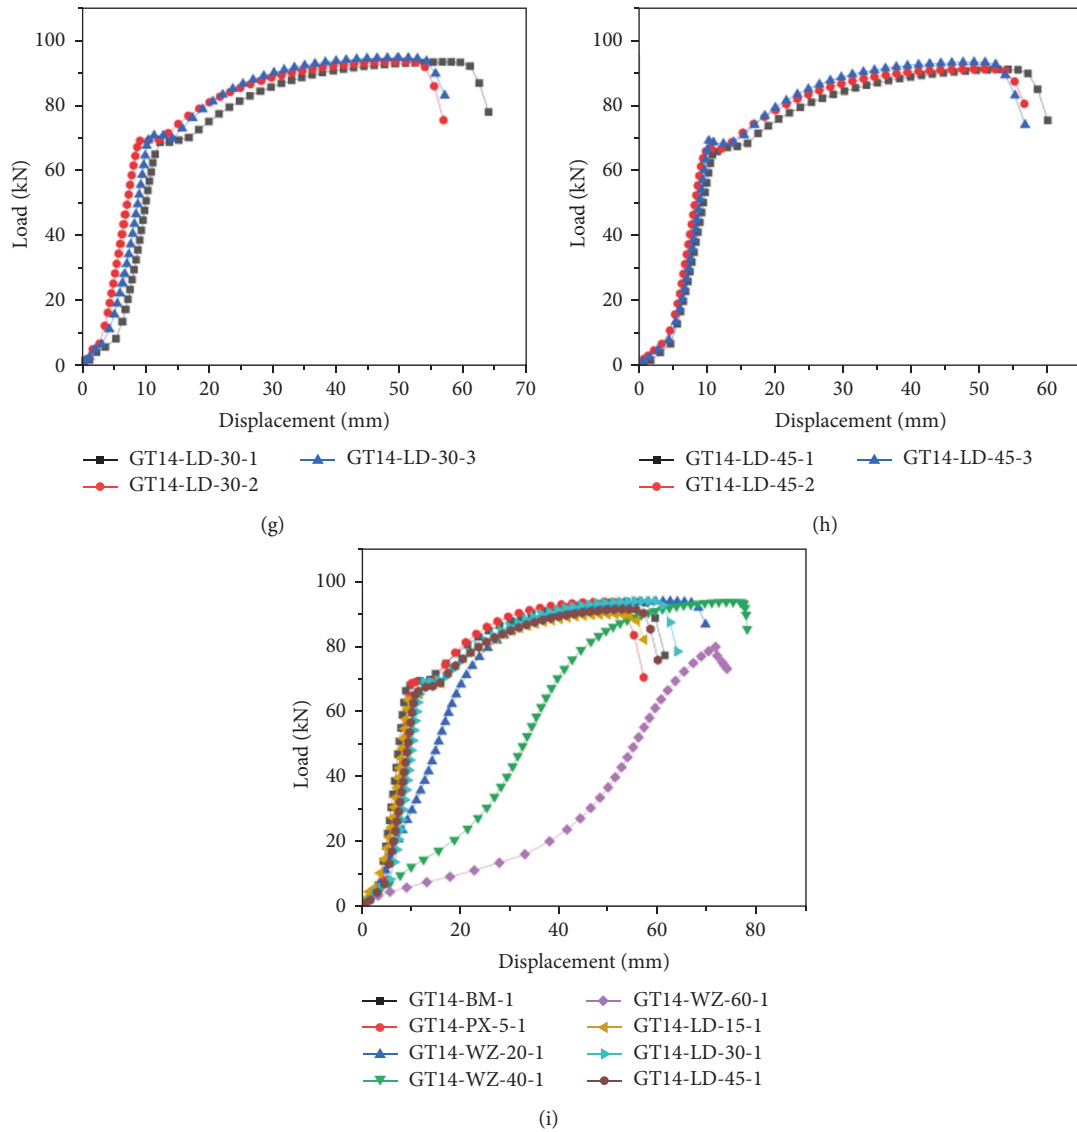 100
80
60
40
20
0
Load (kN)
0 10 20 30 40 50 60 70
Displacement (mm)
GT14-LD-30-1 GT14-LD-30-3
GT14-LD-30-2
(g)
100
80
60
40
20
0
Load (kN)
0 10 20 30 40 50 60
Displacement (mm)
GT14-LD-45-1 GT14-LD-45-3
GT14-LD-45-2
(h)
100
80
60
40
20
0
Load (kN)
0 20 40 60 80
Displacement (mm)
GT14-BM-1 GT14-WZ-60-1
GT14-PX-5-1 GT14-LD-15-1
GT14-WZ-20-1 GT14-LD-30-1
GT14-WZ-40-1 GT14-LD-45-1
(i)